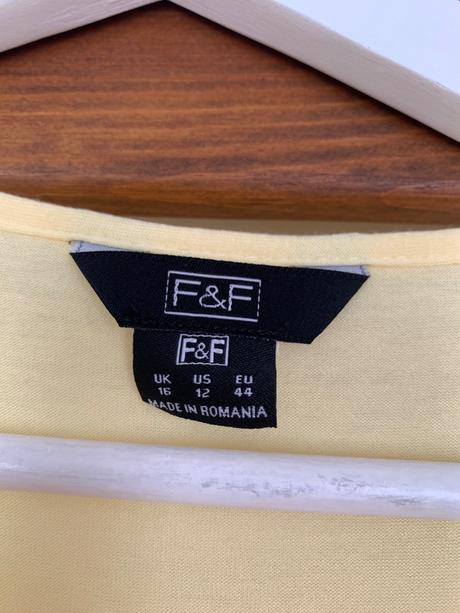 F&F
F&F
UK US EU
16 12 44
MADE IN ROMANIA